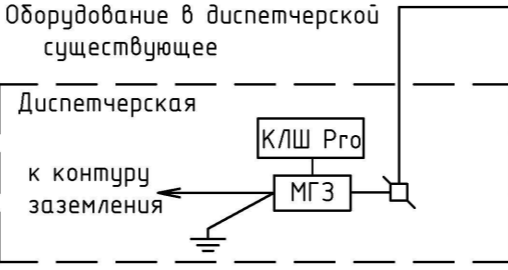 Оборудование в диспетчерской
существующее
Диспетчерская
КЛШ Pro
к контуру
заземления
МГЗ